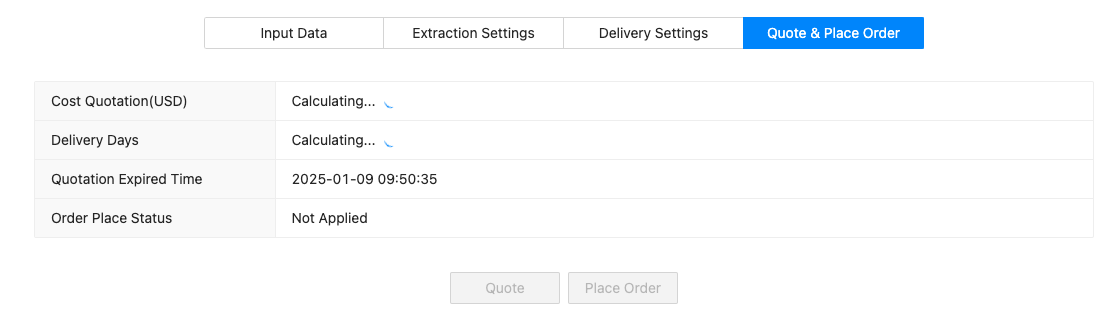 Input Data Extraction Settings Delivery Settings Quote & Place Order
Cost Quotation(USD) Calculating...
Delivery Days Calculating...
Quotation Expired Time 2025-01-09 09:50:35
Order Place Status Not Applied
Quote Place Order